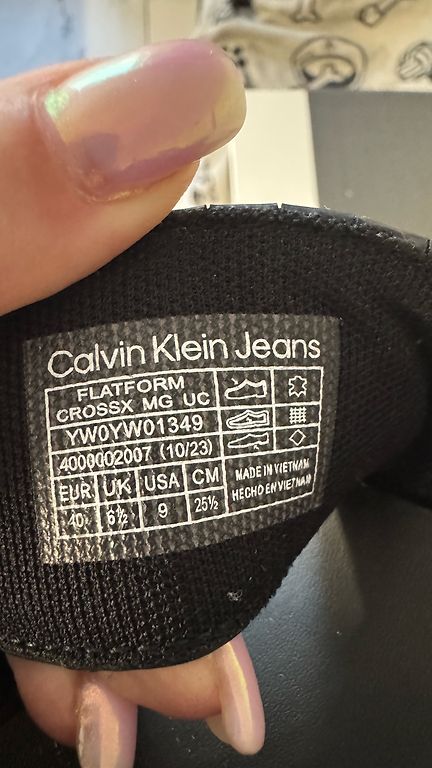 Calvin Klein Jeans
FLATFORM
CROSSX MG UC
YW0YW01349
4000002007 (10/23)
EUR UK USA CM
40 6½ 9 25½
MADE IN VIETNAM
HECHO EN VIETNAM